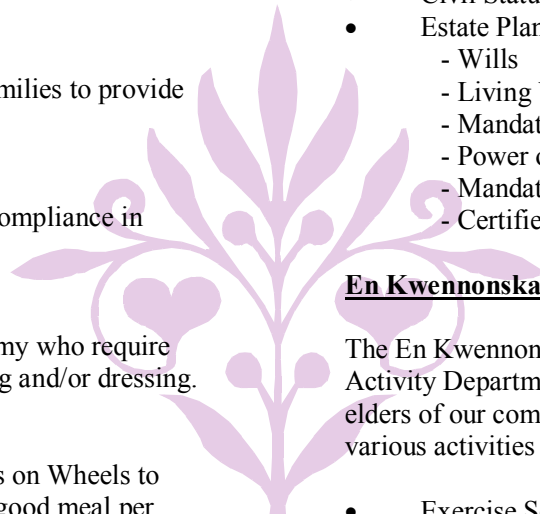 milies to provide
ompliance in
my who require
g and/or dressing.
s on Wheels to
good meal per
Civil Statu
• Estate Plan
- Wills
- Living
- Mandat
- Power o
- Mandat
- Certifie
En Kwennonska
The En Kwennon
Activity Departm
elders of our com
various activities
• Exercise S